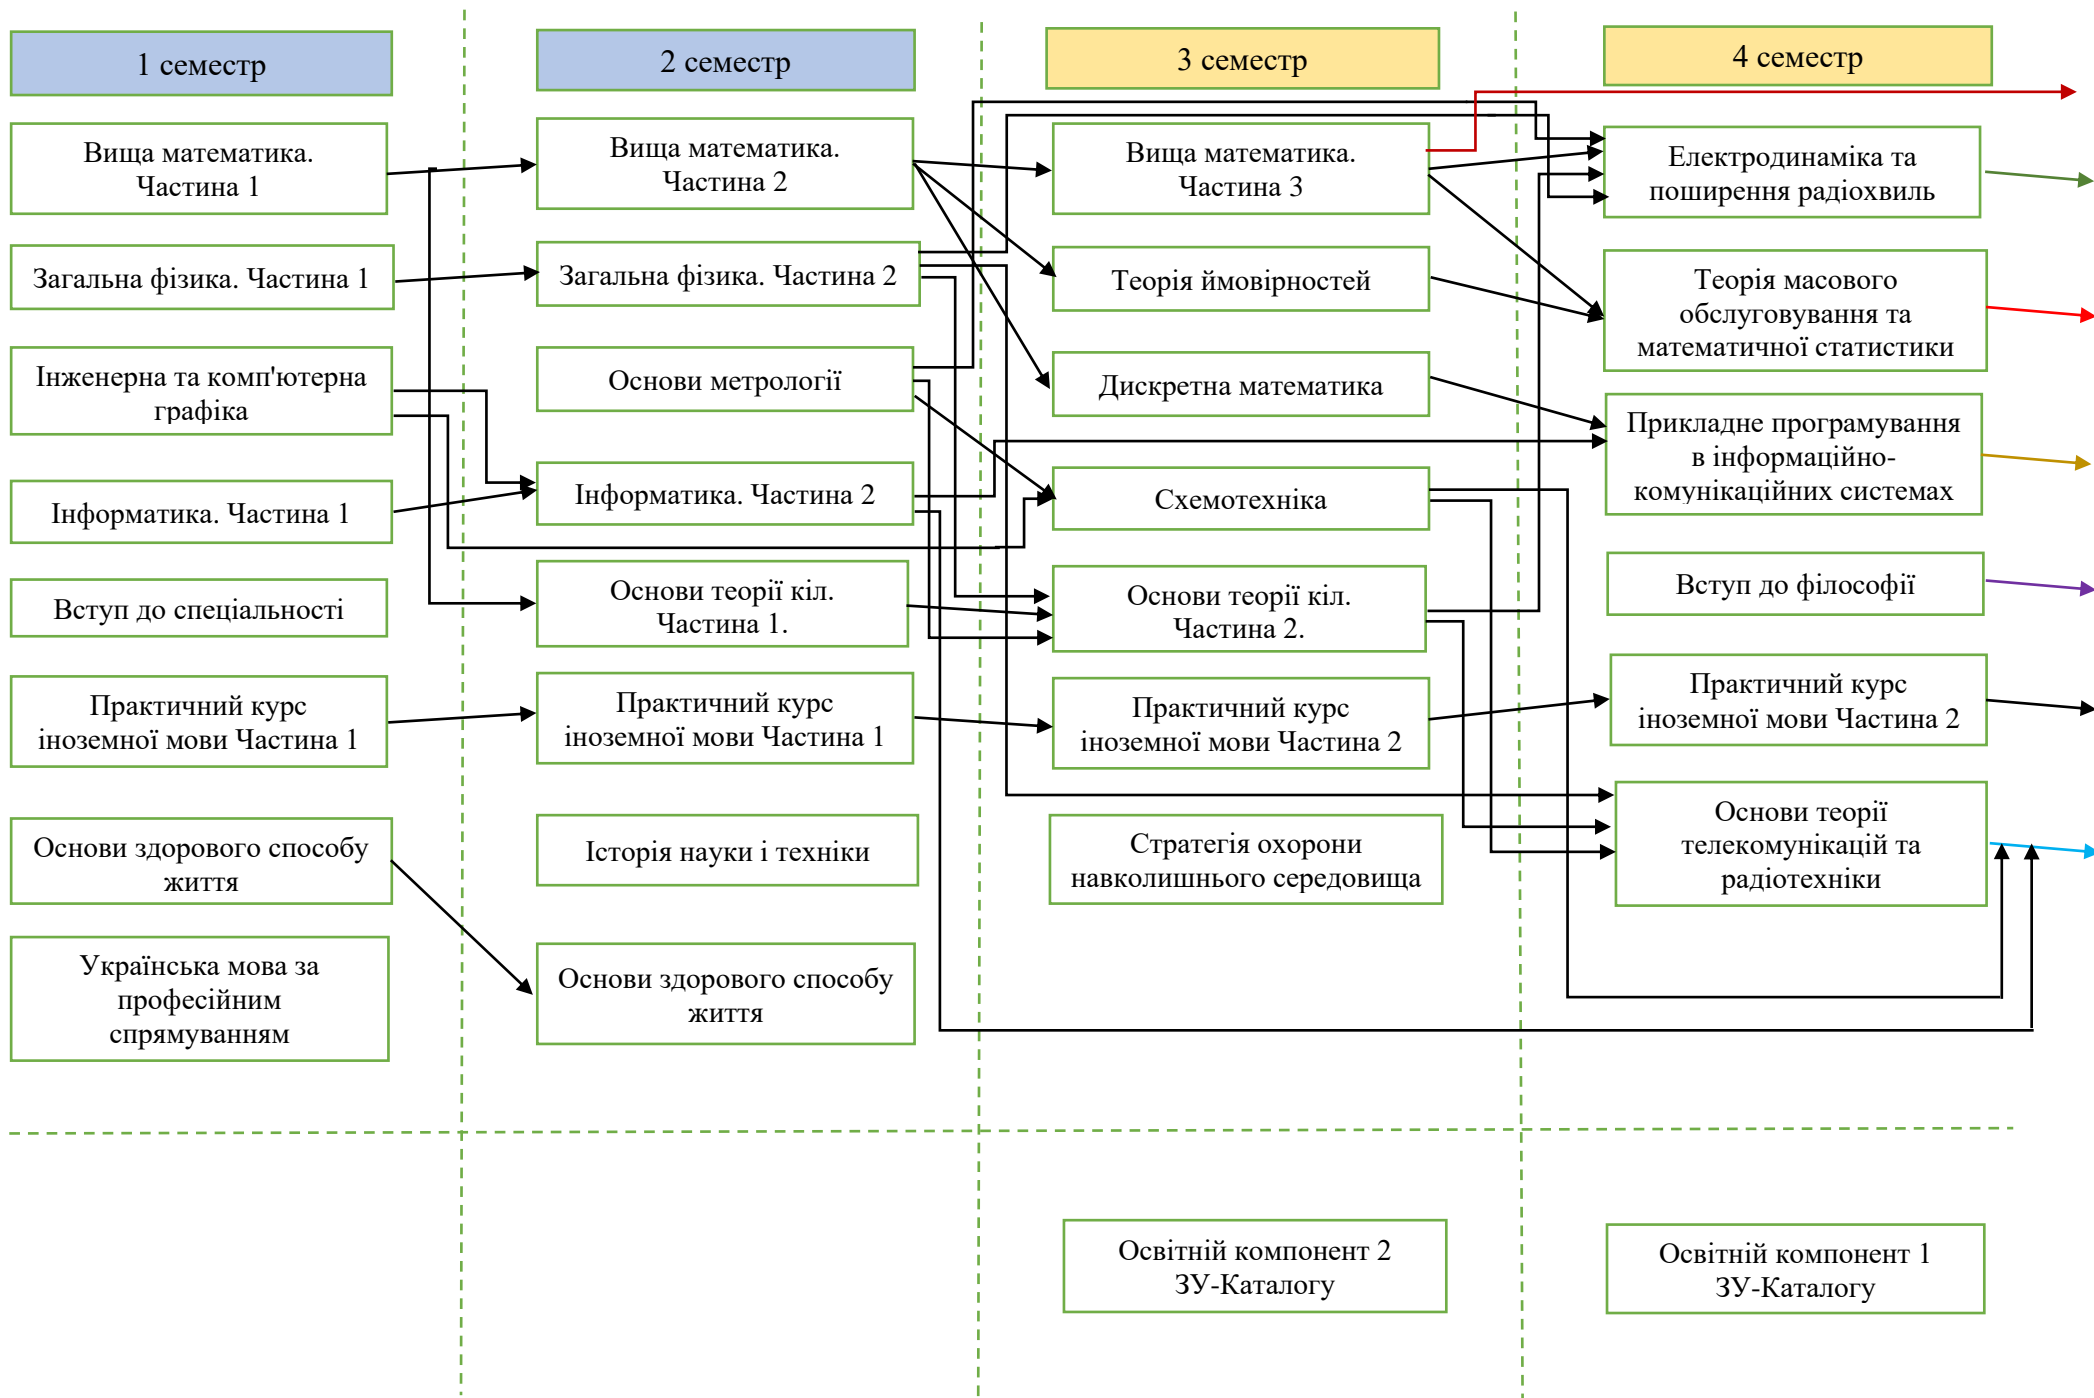 1 семестр
Вища математика.
Частина 1
Загальна фізика. Частина 1
Інженерна та комп'ютерна
графіка
Інформатика. Частина 1
Вступ до спеціальності
Практичний курс
іноземної мови Частина 1
Основи здорового способу
життя
Українська мова за
професійним
спрямуванням
2 семестр
Вища математика.
Частина 2
Загальна фізика. Частина 2
Основи метрології
Інформатика. Частина 2
Основи теорії кіл.
Частина 1.
Практичний курс
іноземної мови Частина 1
Історія науки і техніки
Основи здорового способу
життя
3 семестр
Вища математика.
Частина 3
Теорія ймовірностей
Дискретна математика
Схемотехніка
Основи теорії кіл.
Частина 2.
Практичний курс
іноземної мови Частина 2
Стратегія охорони
навколишнього середовища
Освітній компонент 2
ЗУ-Каталогу
4 семестр
Електродинаміка та
поширення радіохвиль
Теорія масового
обслуговування та
математичної статистики
Прикладне програмування
в інформаційно-
комунікаційних системах
Вступ до філософії
Практичний курс
іноземної мови Частина 2
Основи теорії
телекомунікацій та
радіотехніки
Освітній компонент 1
ЗУ-Каталогу